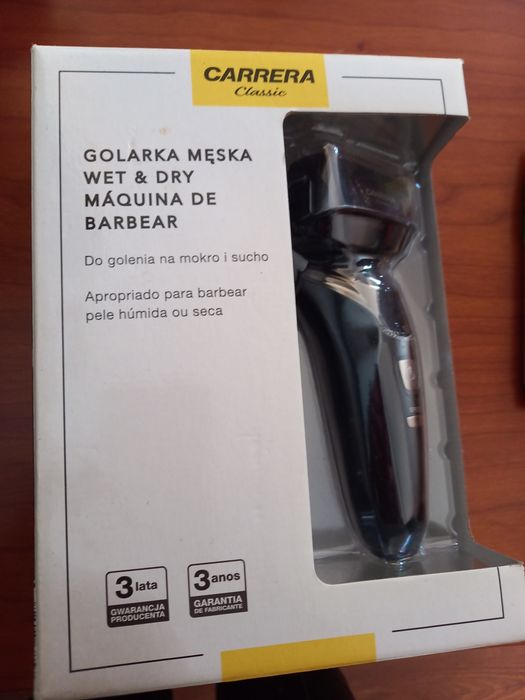 CARRERA
Classic
GOLARKA MĘSKA
WET & DRY
MÁQUINA DE
BARBEAR
Do golenia na mokro i sucho
Apropriado para barbear
pele húmida ou seca
CARRERA
3 lata
GWARANCJA
PRODUCENTA
3 anos
GARANTIA
DE FABRICANTE